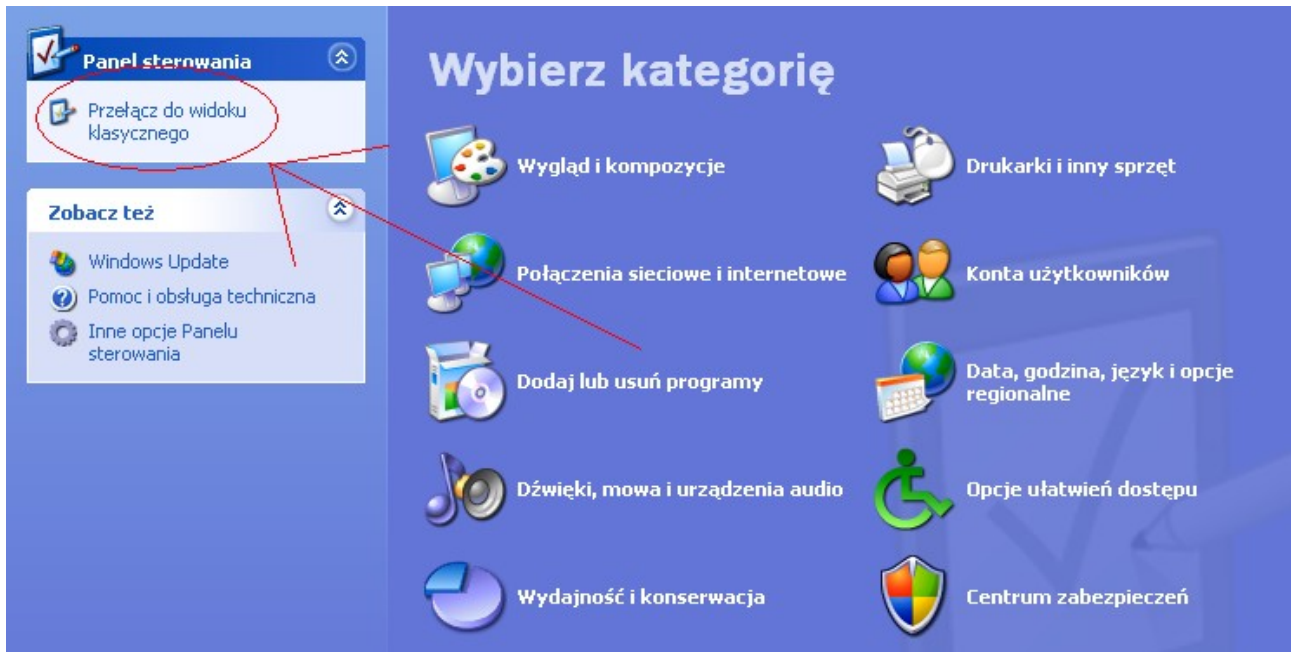 Panel sterowania
Przełącz do widoku
klasycznego
Zobacz też
Windows Update
Pomoc i obsługa techniczna
Inne opcje Panelu
sterowania
Wybierz kategorię
Wygląd i kompozycje
Drukarki i inny sprzęt
Połączenia sieciowe i internetowe
Konta użytkowników
Dodaj lub usuń programy
Data, godzina, język i opcje
regionalne
Dźwięki, mowa i urządzenia audio
Opcje ułatwień dostępu
Wydajność i konserwacja
Centrum zabezpieczeń